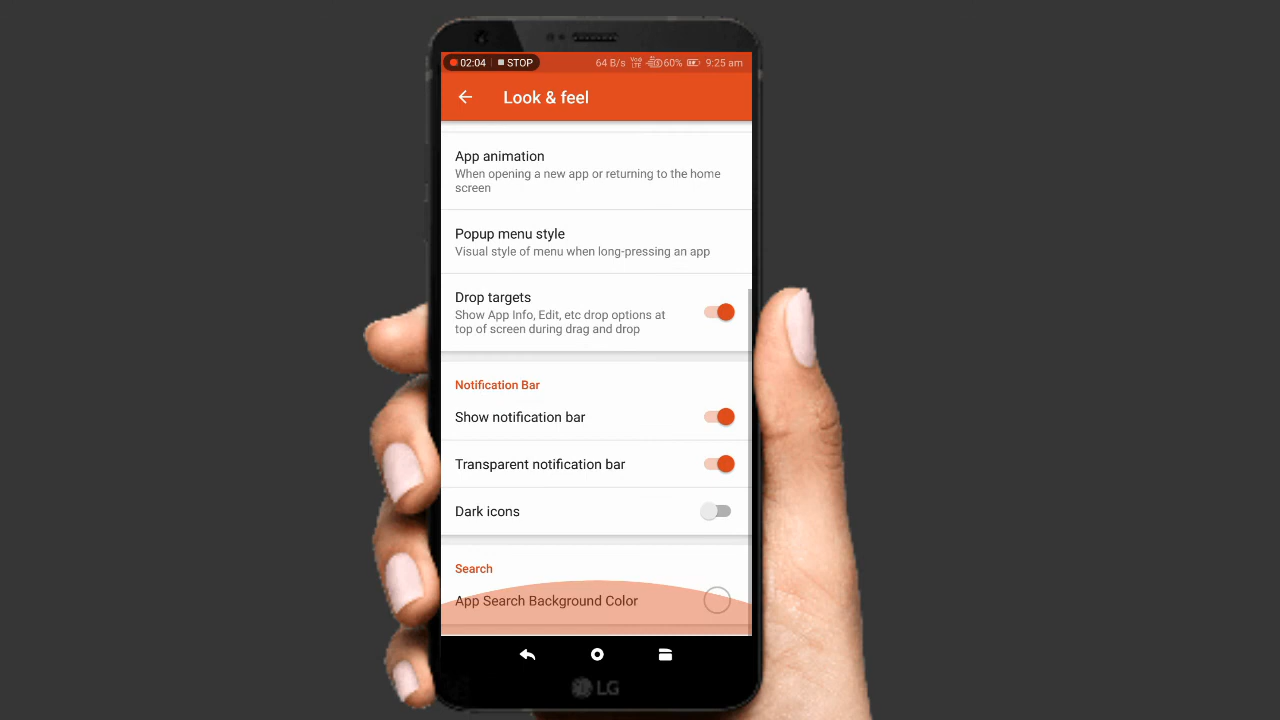 02:04 STOP 64 B/s 60% 9:25 am
Look & feel
App animation
When opening a new app or returning to the home
screen
Popup menu style
Visual style of menu when long-pressing an app
Drop targets
Show App Info, Edit, etc drop options at
top of screen during drag and drop
Notification Bar
Show notification bar
Transparent notification bar
Dark icons
Search
App Search Background Color
LG